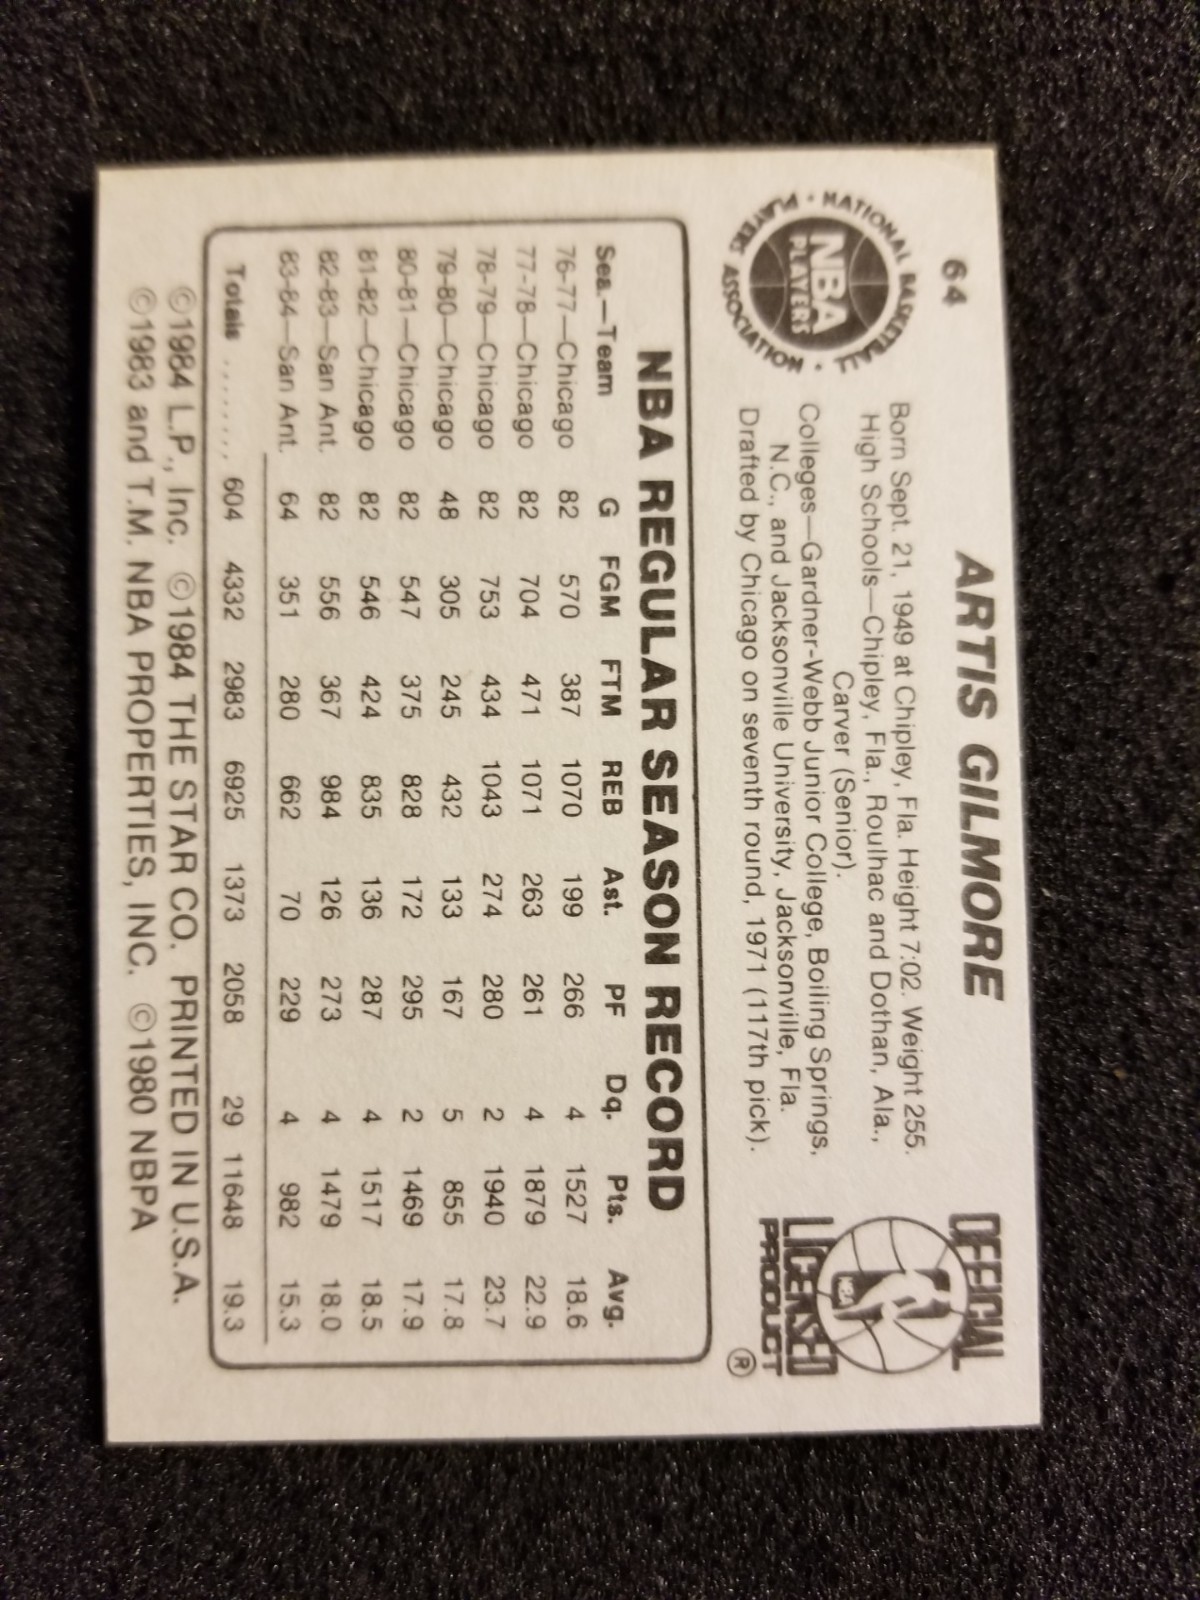 64
ARTIS GILMORE
NATIONAL BASKETBALL PLAYERS ASSOCIATION
NBA
PLAYERS
Born Sept. 21, 1949 at Chipley, Fla. Height 7:02. Weight 255.
High Schools—Chipley, Fla., Roulhac and Dothan, Ala.,
Carver (Senior).
Colleges—Gardner-Webb Junior College, Boiling Springs,
N.C., and Jacksonville University, Jacksonville, Fla.
Drafted by Chicago on seventh round, 1971 (117th pick).
OFFICIAL
NBA
LICENSED
PRODUCT
®
NBA REGULAR SEASON RECORD
Sea.—Team G FGM FTM REB Ast. PF Dq. Pts. Avg.
76-77—Chicago 82 570 387 1070 199 266 4 1527 18.6
77-78—Chicago 82 704 471 1071 263 261 4 1879 22.9
78-79—Chicago 82 753 434 1043 274 280 2 1940 23.7
79-80—Chicago 48 305 245 432 133 167 5 855 17.8
80-81—Chicago 82 547 375 828 172 295 2 1469 17.9
81-82—Chicago 82 546 424 835 136 287 4 1517 18.5
82-83—San Ant. 82 556 367 984 126 273 4 1479 18.0
83-84—San Ant. 64 351 280 662 70 229 4 982 15.3
Totals ........ 604 4332 2983 6925 1373 2058 29 11648 19.3
©1984 L.P., Inc. ©1984 THE STAR CO. PRINTED IN U.S.A.
©1983 and T.M. NBA PROPERTIES, INC. ©1980 NBPA